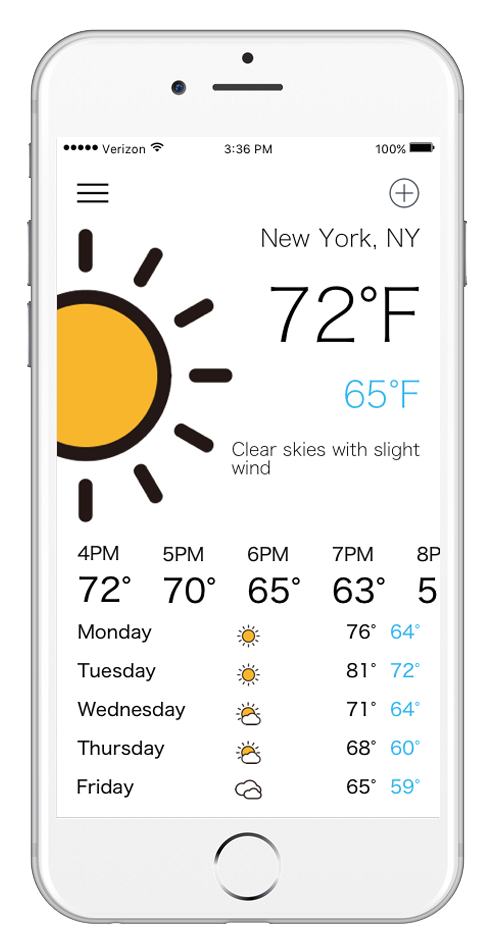 Verizon 3:36 PM 100%
New York, NY
72°F
65°F
Clear skies with slight
wind
4PM 5PM 6PM 7PM 8P
72° 70° 65° 63° 5
Monday 76° 64°
Tuesday 81° 72°
Wednesday 71° 64°
Thursday 68° 60°
Friday 65° 59°